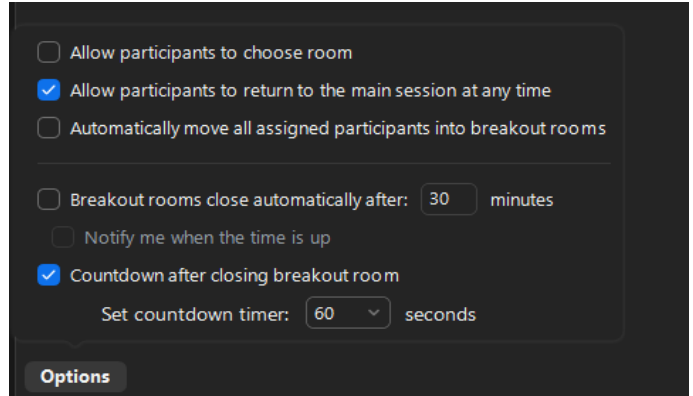 Allow participants to choose room
Allow participants to return to the main session at any time
Automatically move all assigned participants into breakout rooms
Breakout rooms close automatically after: 30 minutes
Notify me when the time is up
Countdown after closing breakout room
Set countdown timer: 60 seconds
Options